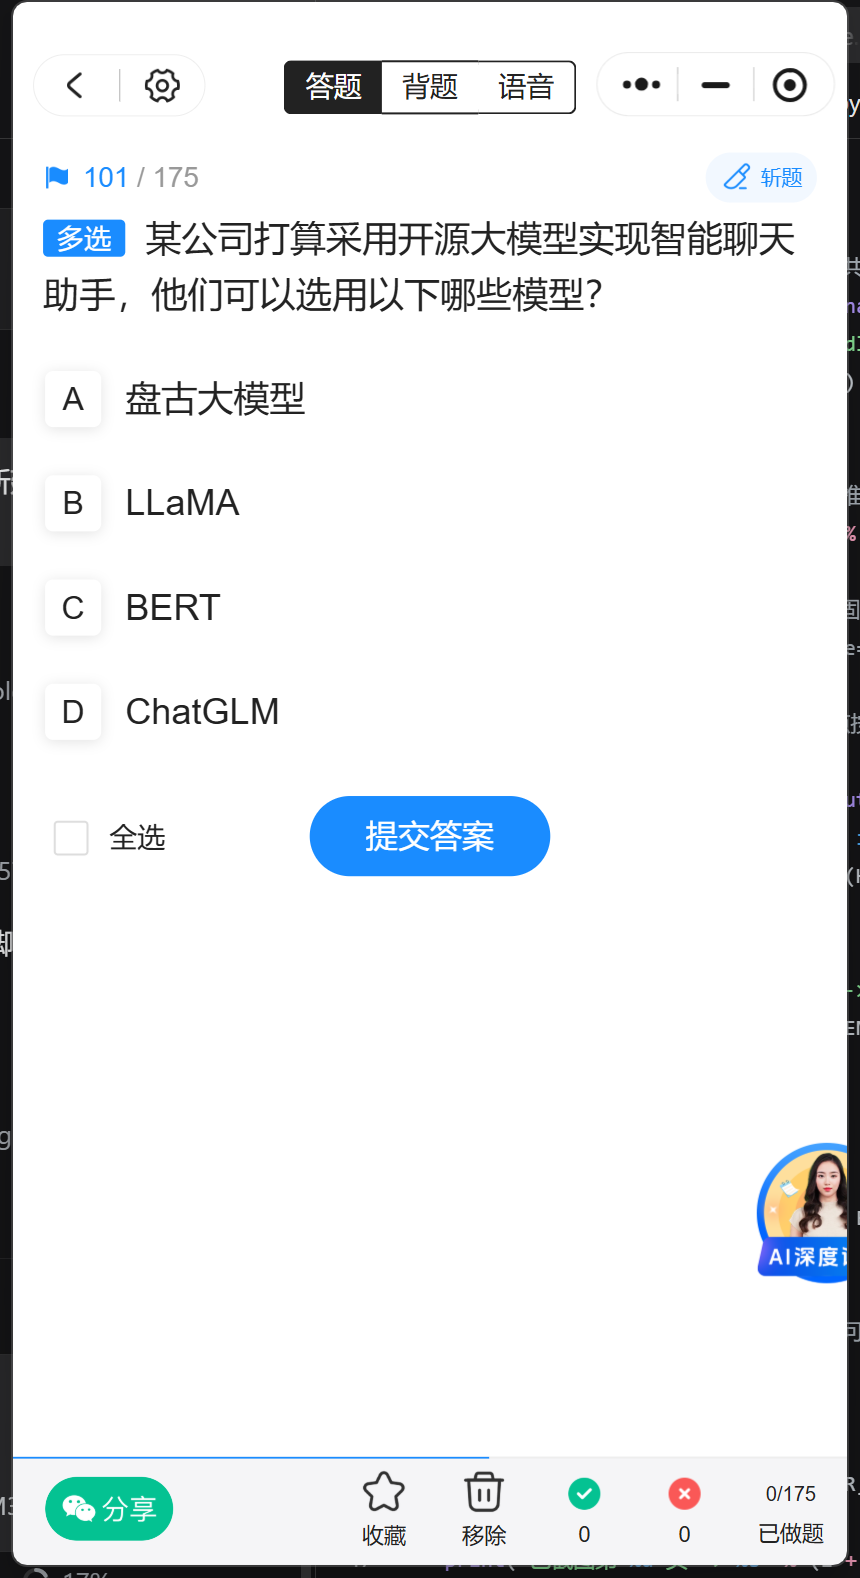 答题
背题
语音
101 / 175
斩题
多选 某公司打算采用开源大模型实现智能聊天
助手，他们可以选用以下哪些模型？
A 盘古大模型
B LLaMA
C BERT
D ChatGLM
全选
提交答案
AI深度
分享
收藏
移除
0
0
0/175
已做题
17%